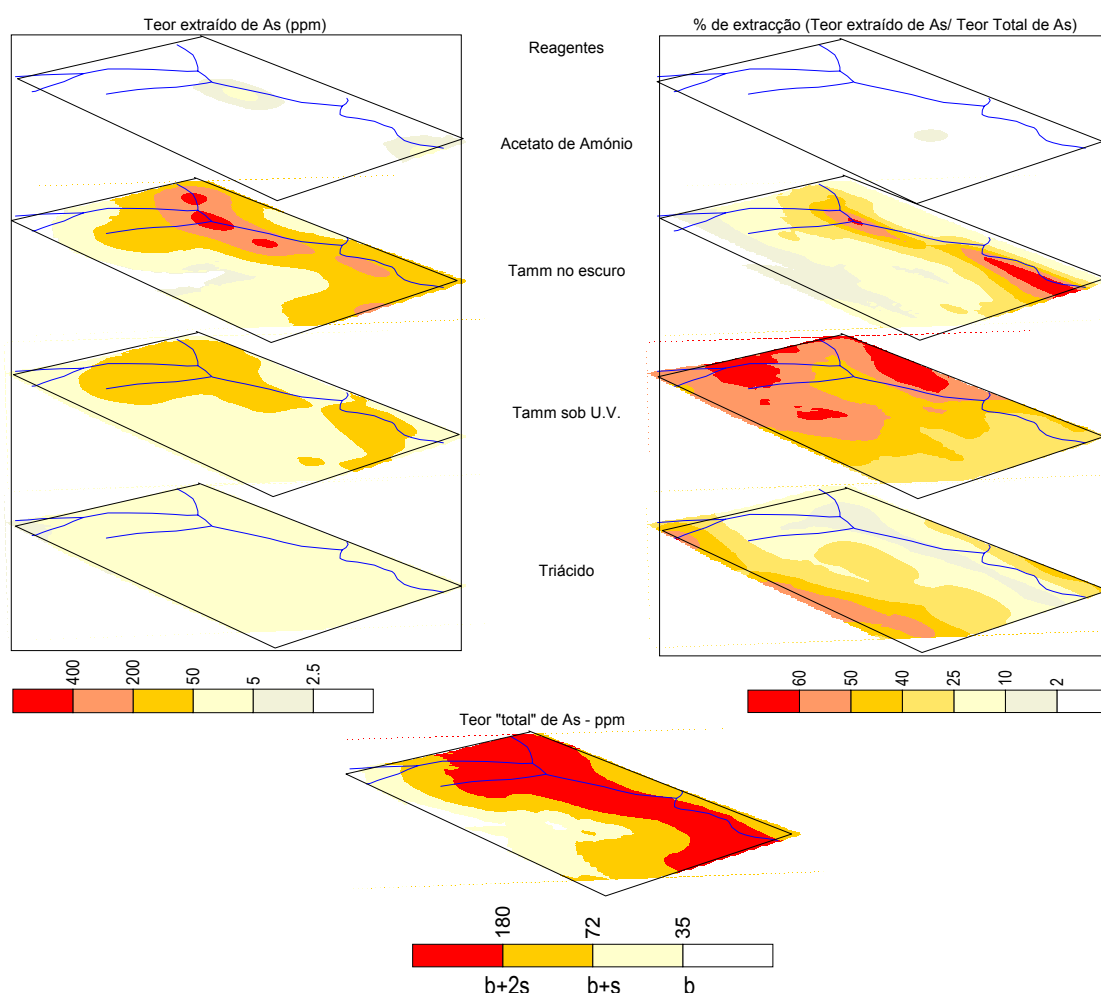 Teor extraído de As (ppm)
% de extracção (Teor extraído de As/ Teor Total de As)
Reagentes
Acetato de Amónio
Tamm no escuro
Tamm sob U.V.
Triácido
400 200 50 5 2.5
60 50 40 25 10 2
Teor "total" de As - ppm
180 72 35
b+2s b+s b